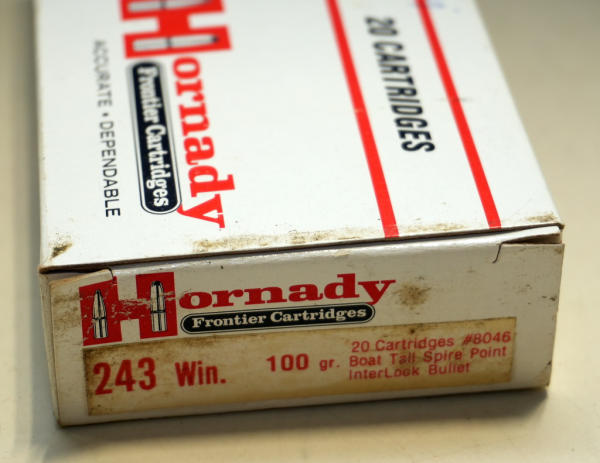 Hornady
Frontier Cartridges
ACCURATE • DEPENDABLE
20 CARTRIDGES
Hornady
Frontier Cartridges
243 Win. 100 gr.
20 Cartridges #8046
Boat Tail Spire Point
InterLock Bullet